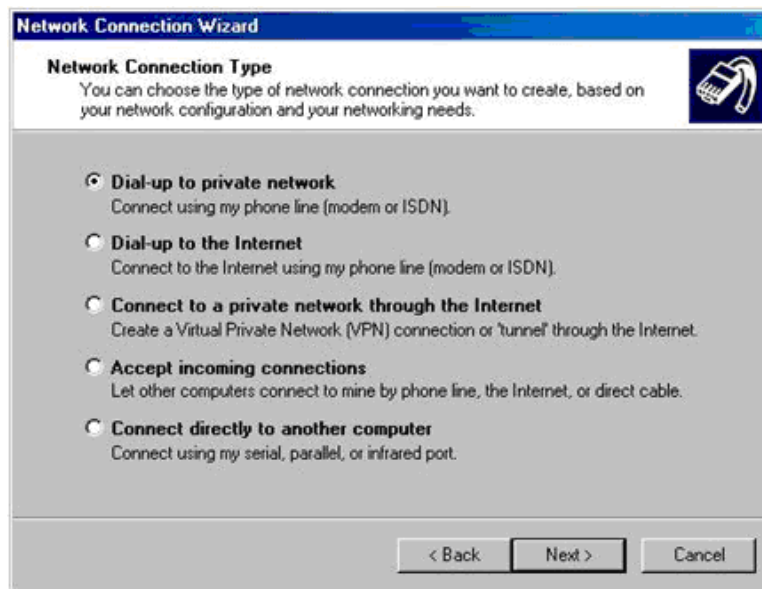 Network Connection Wizard
Network Connection Type
You can choose the type of network connection you want to create, based on
your network configuration and your networking needs.
Dial-up to private network
Connect using my phone line (modem or ISDN).
Dial-up to the Internet
Connect to the Internet using my phone line (modem or ISDN).
Connect to a private network through the Internet
Create a Virtual Private Network (VPN) connection or 'tunnel' through the Internet.
Accept incoming connections
Let other computers connect to mine by phone line, the Internet, or direct cable.
Connect directly to another computer
Connect using my serial, parallel, or infrared port.
< Back Next > Cancel